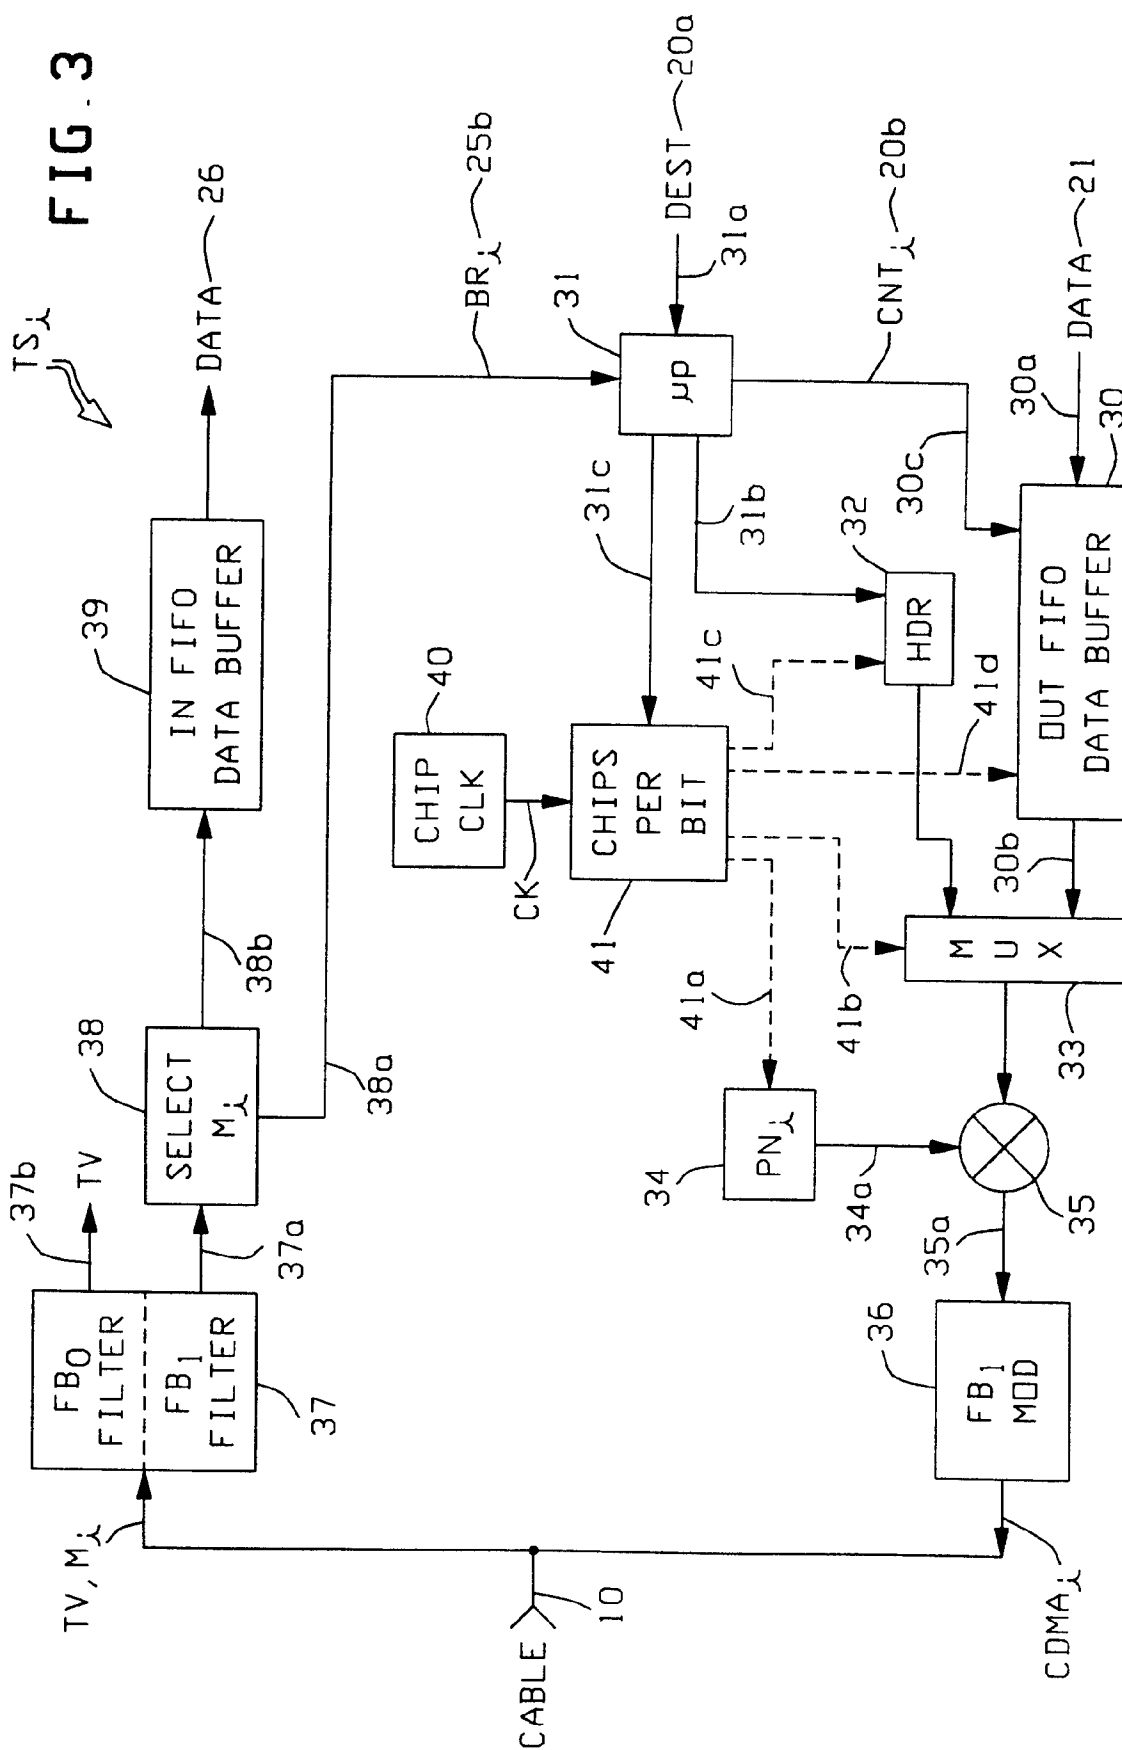 FIG. 3
TSi
TV, Mi
FB0
FILTER
FB1
FILTER
37
37b
TV
37a
SELECT
Mi
38
38b
38a
IN FIFO
DATA BUFFER
39
DATA
26
CABLE
10
CHIP
CLK
40
CK
CHIPS
PER
BIT
41
41a
41b
41c
41d
31c
31b
μP
31
BRi
25b
DEST
20a
31a
CNTi
20b
30c
HDR
32
OUT FIFO
DATA BUFFER
30
30a
DATA
21
30b
MUX
33
PNi
34
34a
35
35a
FB1
MOD
36
CDMAi